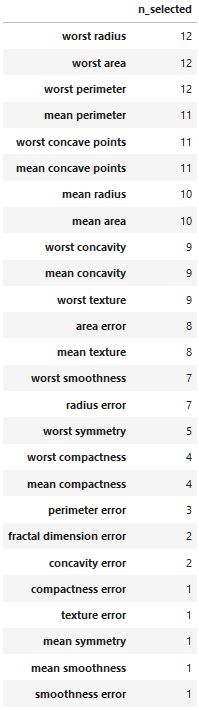 n_selected
worst radius 12
worst area 12
worst perimeter 12
mean perimeter 11
worst concave points 11
mean concave points 11
mean radius 10
mean area 10
worst concavity 9
mean concavity 9
worst texture 9
area error 8
mean texture 8
worst smoothness 7
radius error 7
worst symmetry 5
worst compactness 4
mean compactness 4
perimeter error 3
fractal dimension error 2
concavity error 2
compactness error 1
texture error 1
mean symmetry 1
mean smoothness 1
smoothness error 1